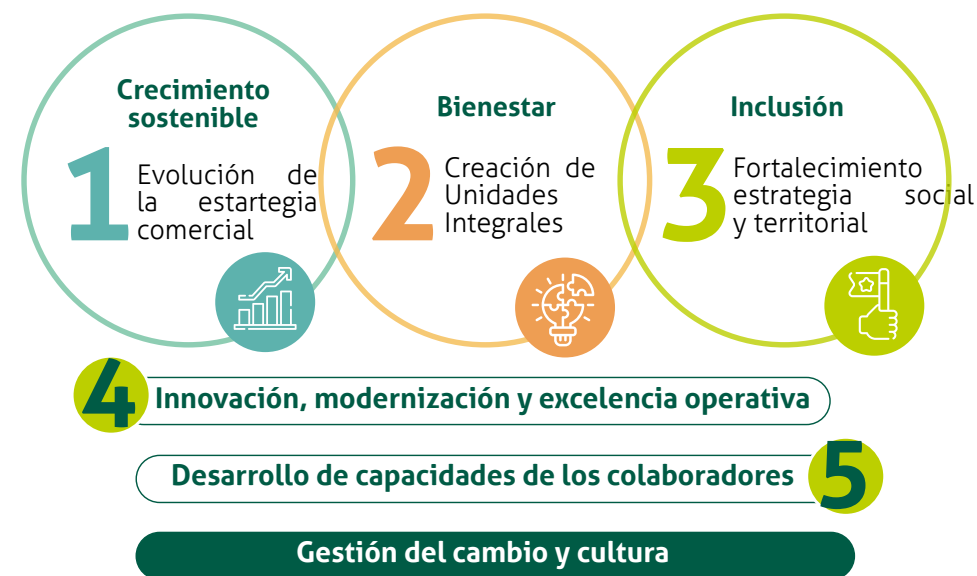 Crecimiento
sostenible
1
Evolución de
la estartegia
comercial
Bienestar
2
Creación de
Unidades
Integrales
Inclusión
3
Fortalecimiento
estrategia social
y territorial
4
Innovación, modernización y excelencia operativa
Desarrollo de capacidades de los colaboradores
5
Gestión del cambio y cultura